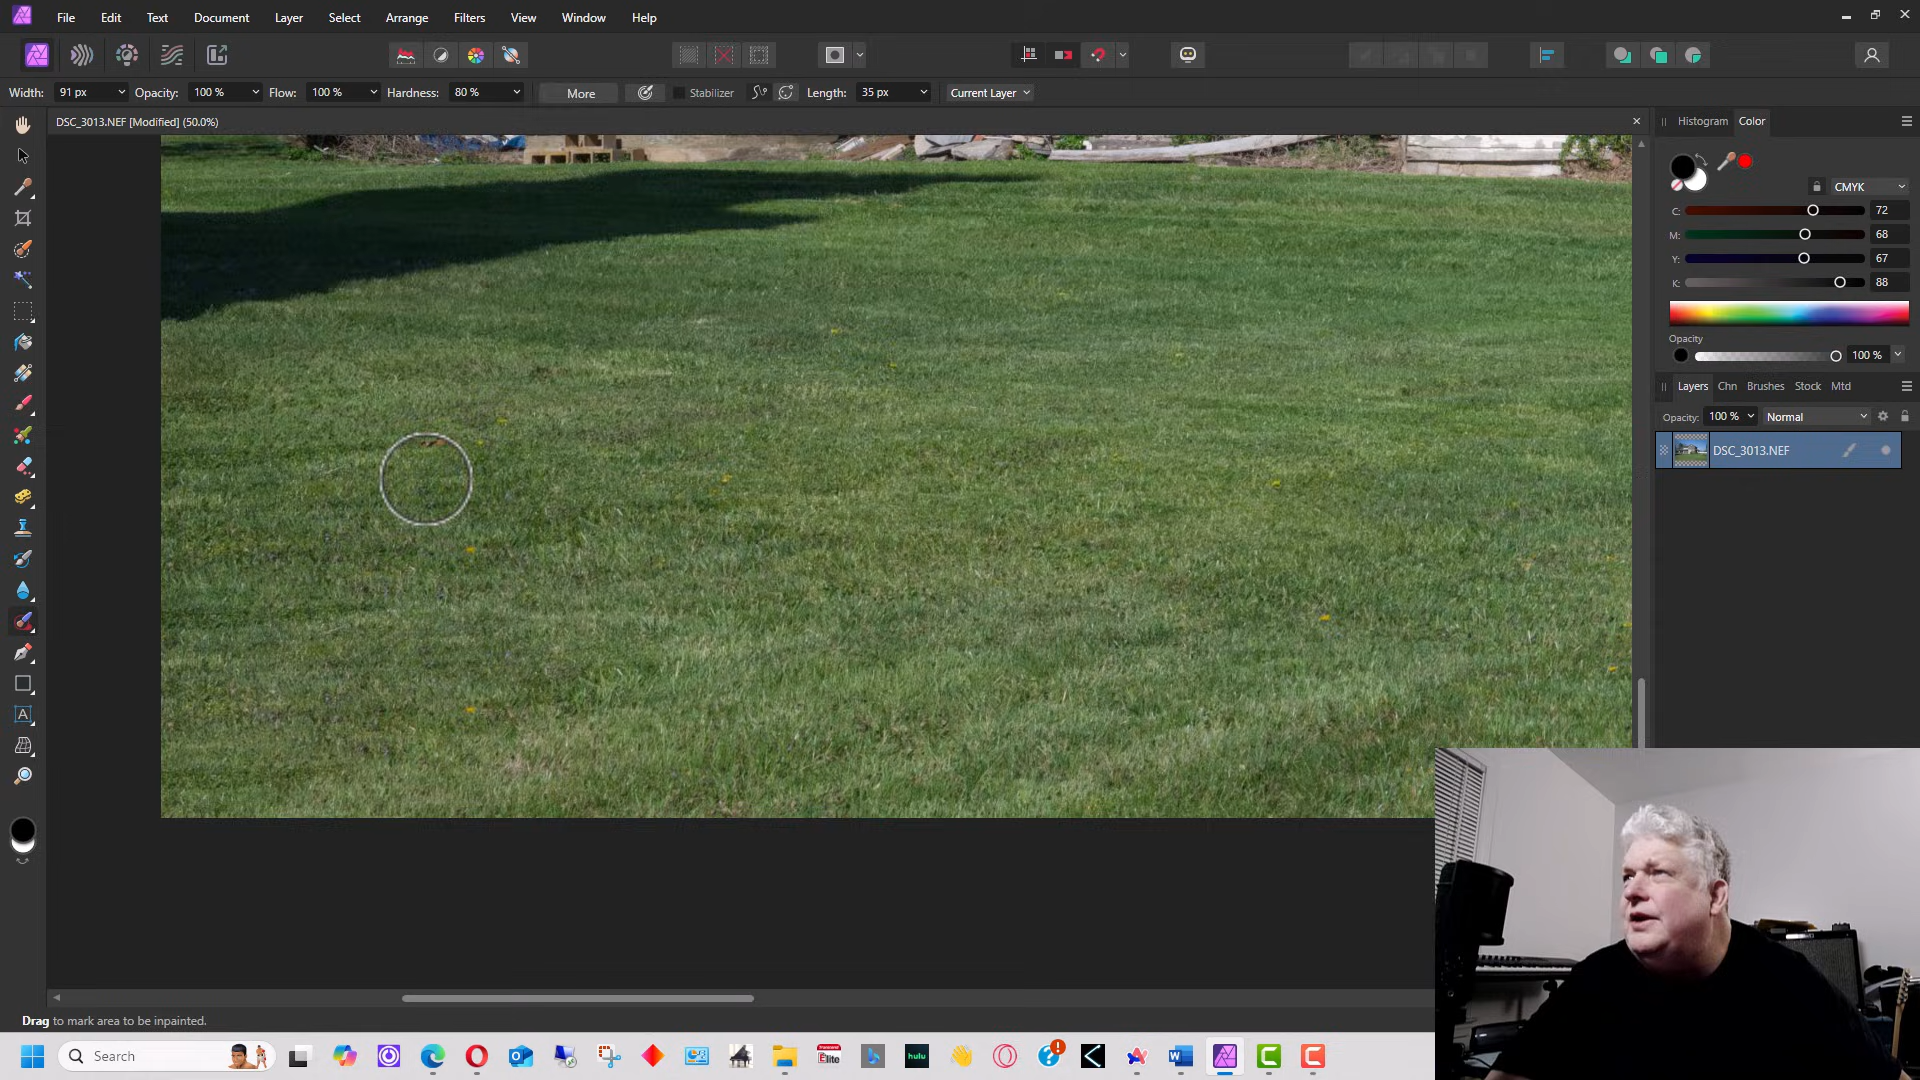 File Edit Text Document Layer Select Arrange Filters View Window Help
Width: 91 px Opacity: 100 % Flow: 100 % Hardness: 80 % More Stabilizer Length: 35 px Current Layer
DSC_3013.NEF [Modified] (50.0%)
Histogram Color
CMYK
C: 72
M: 68
Y: 67
K: 88
Opacity
100 %
Layers Chn Brushes Stock Mtd
Opacity: 100 % Normal
DSC_3013.NEF
A
Drag to mark area to be inpainted.
Search
Elite
hulu